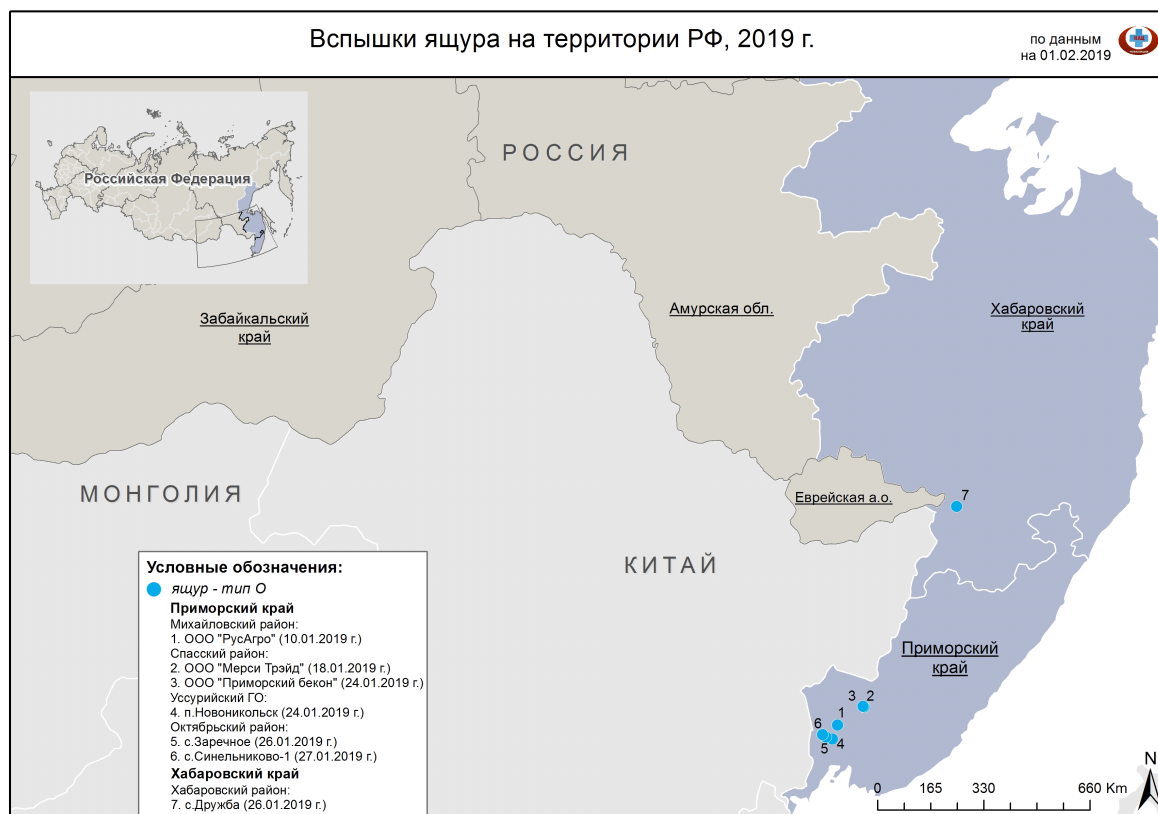 Вспышки ящура на территории РФ, 2019 г.
по данным
на 01.02.2019
Российская Федерация
РОССИЯ
Забайкальский
край
Амурская обл.
Хабаровский
край
МОНГОЛИЯ
Еврейская а.о.
7
КИТАЙ
Приморский
край
3 2
1
6
5 4
Условные обозначения:
ящур - тип О
Приморский край
Михайловский район:
1. ООО "РусАгро" (10.01.2019 г.)
Спасский район:
2. ООО "Мерси Трэйд" (18.01.2019 г.)
3. ООО "Приморский бекон" (24.01.2019 г.)
Уссурийский ГО:
4. п.Новоникольск (24.01.2019 г.)
Октябрьский район:
5. с.Заречное (26.01.2019 г.)
6. с.Синельниково-1 (27.01.2019 г.)
Хабаровский край
Хабаровский район:
7. с.Дружба (26.01.2019 г.)
N
0 165 330 660 Km